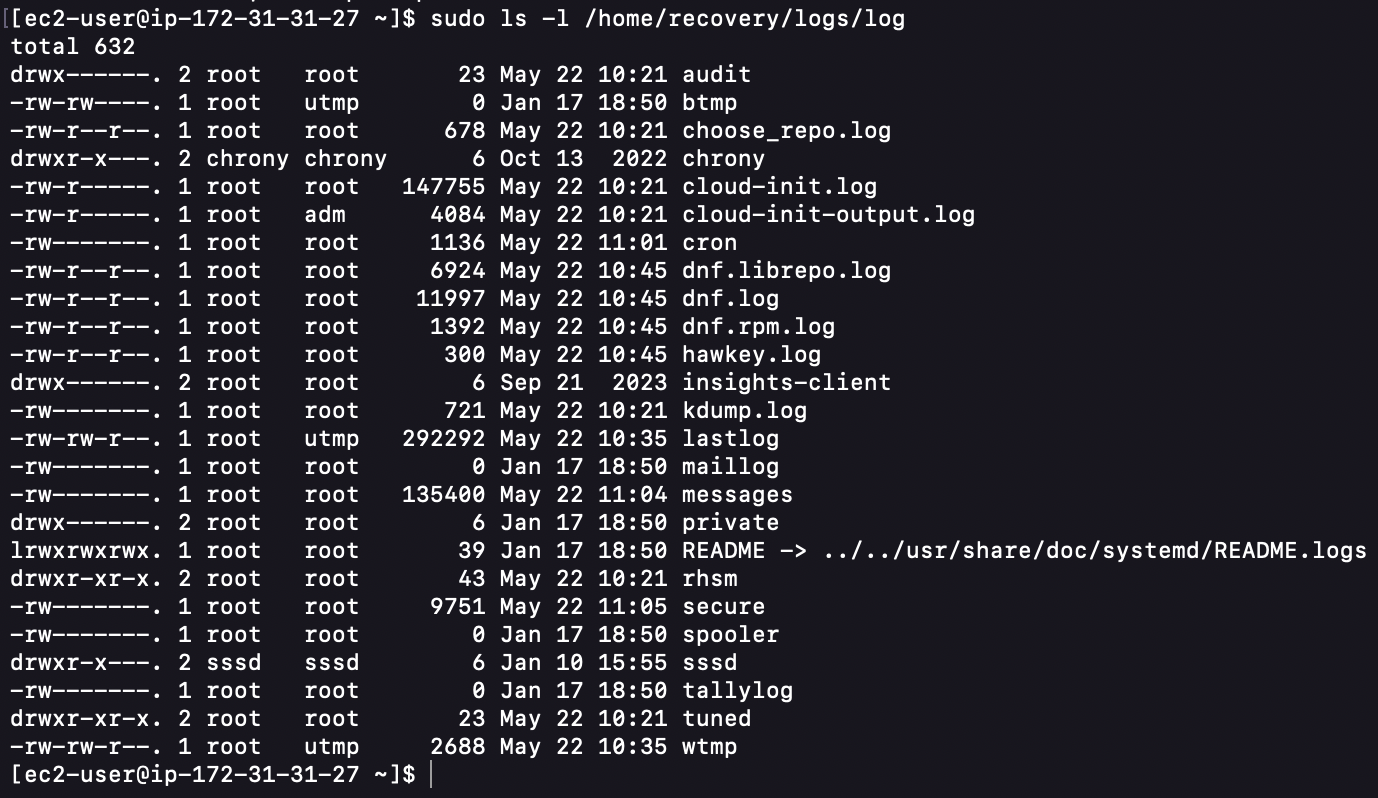 [[ec2-user@ip-172-31-31-27 ~]$ sudo ls -l /home/recovery/logs/log
total 632
drwx------. 2 root   root       23 May 22 10:21 audit
-rw-rw----. 1 root   utmp        0 Jan 17 18:50 btmp
-rw-r--r--. 1 root   root      678 May 22 10:21 choose_repo.log
drwxr-x---. 2 chrony chrony      6 Oct 13  2022 chrony
-rw-r-----. 1 root   root   147755 May 22 10:21 cloud-init.log
-rw-r-----. 1 root   adm      4084 May 22 10:21 cloud-init-output.log
-rw-------. 1 root   root     1136 May 22 11:01 cron
-rw-r--r--. 1 root   root     6924 May 22 10:45 dnf.librepo.log
-rw-r--r--. 1 root   root    11997 May 22 10:45 dnf.log
-rw-r--r--. 1 root   root     1392 May 22 10:45 dnf.rpm.log
-rw-r--r--. 1 root   root      300 May 22 10:45 hawkey.log
drwx------. 2 root   root        6 Sep 21  2023 insights-client
-rw-------. 1 root   root      721 May 22 10:21 kdump.log
-rw-rw-r--. 1 root   utmp   292292 May 22 10:35 lastlog
-rw-------. 1 root   root        0 Jan 17 18:50 maillog
-rw-------. 1 root   root   135400 May 22 11:04 messages
drwx------. 2 root   root        6 Jan 17 18:50 private
lrwxrwxrwx. 1 root   root       39 Jan 17 18:50 README -> ../../usr/share/doc/systemd/README.logs
drwxr-xr-x. 2 root   root       43 May 22 10:21 rhsm
-rw-------. 1 root   root     9751 May 22 11:05 secure
-rw-------. 1 root   root        0 Jan 17 18:50 spooler
drwxr-x---. 2 sssd   sssd        6 Jan 10 15:55 sssd
-rw-------. 1 root   root        0 Jan 17 18:50 tallylog
drwxr-xr-x. 2 root   root       23 May 22 10:21 tuned
-rw-rw-r--. 1 root   utmp     2688 May 22 10:35 wtmp
[ec2-user@ip-172-31-31-27 ~]$